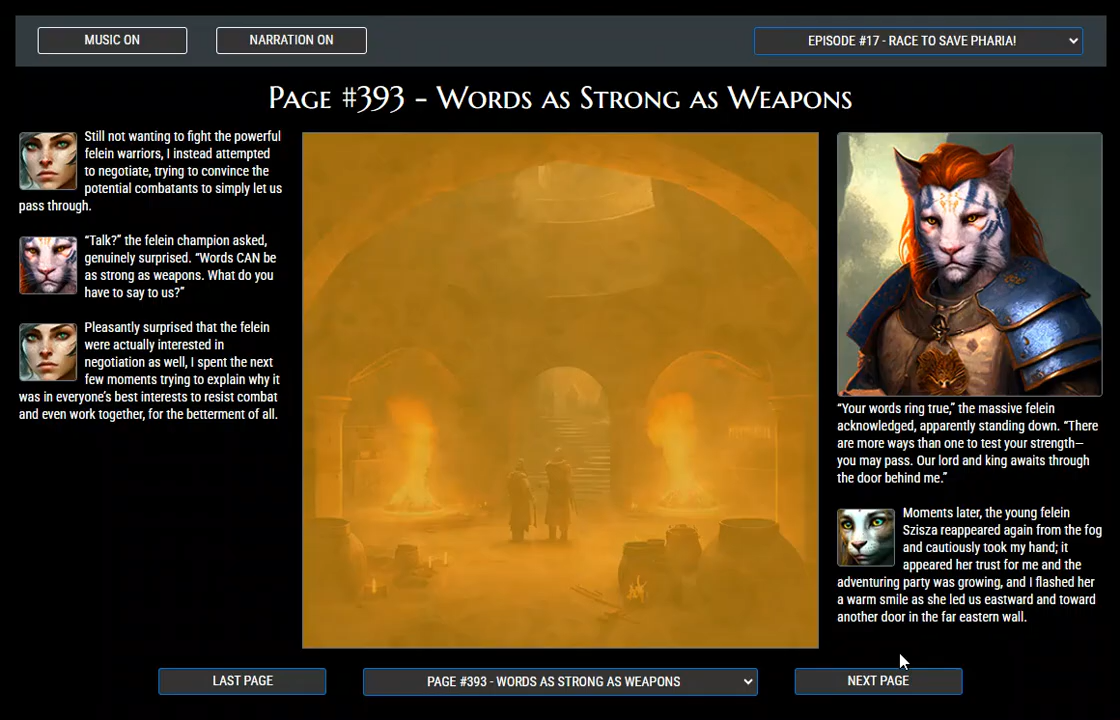 MUSIC ON
NARRATION ON
EPISODE #17 - RACE TO SAVE PHARIA!
Page #393 - Words as Strong as Weapons
Still not wanting to fight the powerful
felein warriors, I instead attempted
to negotiate, trying to convince the
potential combatants to simply let us
pass through.
“Talk?” the felein champion asked,
genuinely surprised. “Words CAN be
as strong as weapons. What do you
have to say to us?”
Pleasantly surprised that the felein
were actually interested in
negotiation as well, I spent the next
few moments trying to explain why it
was in everyone’s best interests to resist combat
and even work together, for the betterment of all.
“Your words ring true,” the massive felein
acknowledged, apparently standing down. “There
are more ways than one to test your strength—
you may pass. Our lord and king awaits through
the door behind me.”
Moments later, the young felein
Szisza reappeared again from the fog
and cautiously took my hand; it
appeared her trust for me and the
adventuring party was growing, and I flashed her
a warm smile as she led us eastward and toward
another door in the far eastern wall.
LAST PAGE
PAGE #393 - WORDS AS STRONG AS WEAPONS
NEXT PAGE